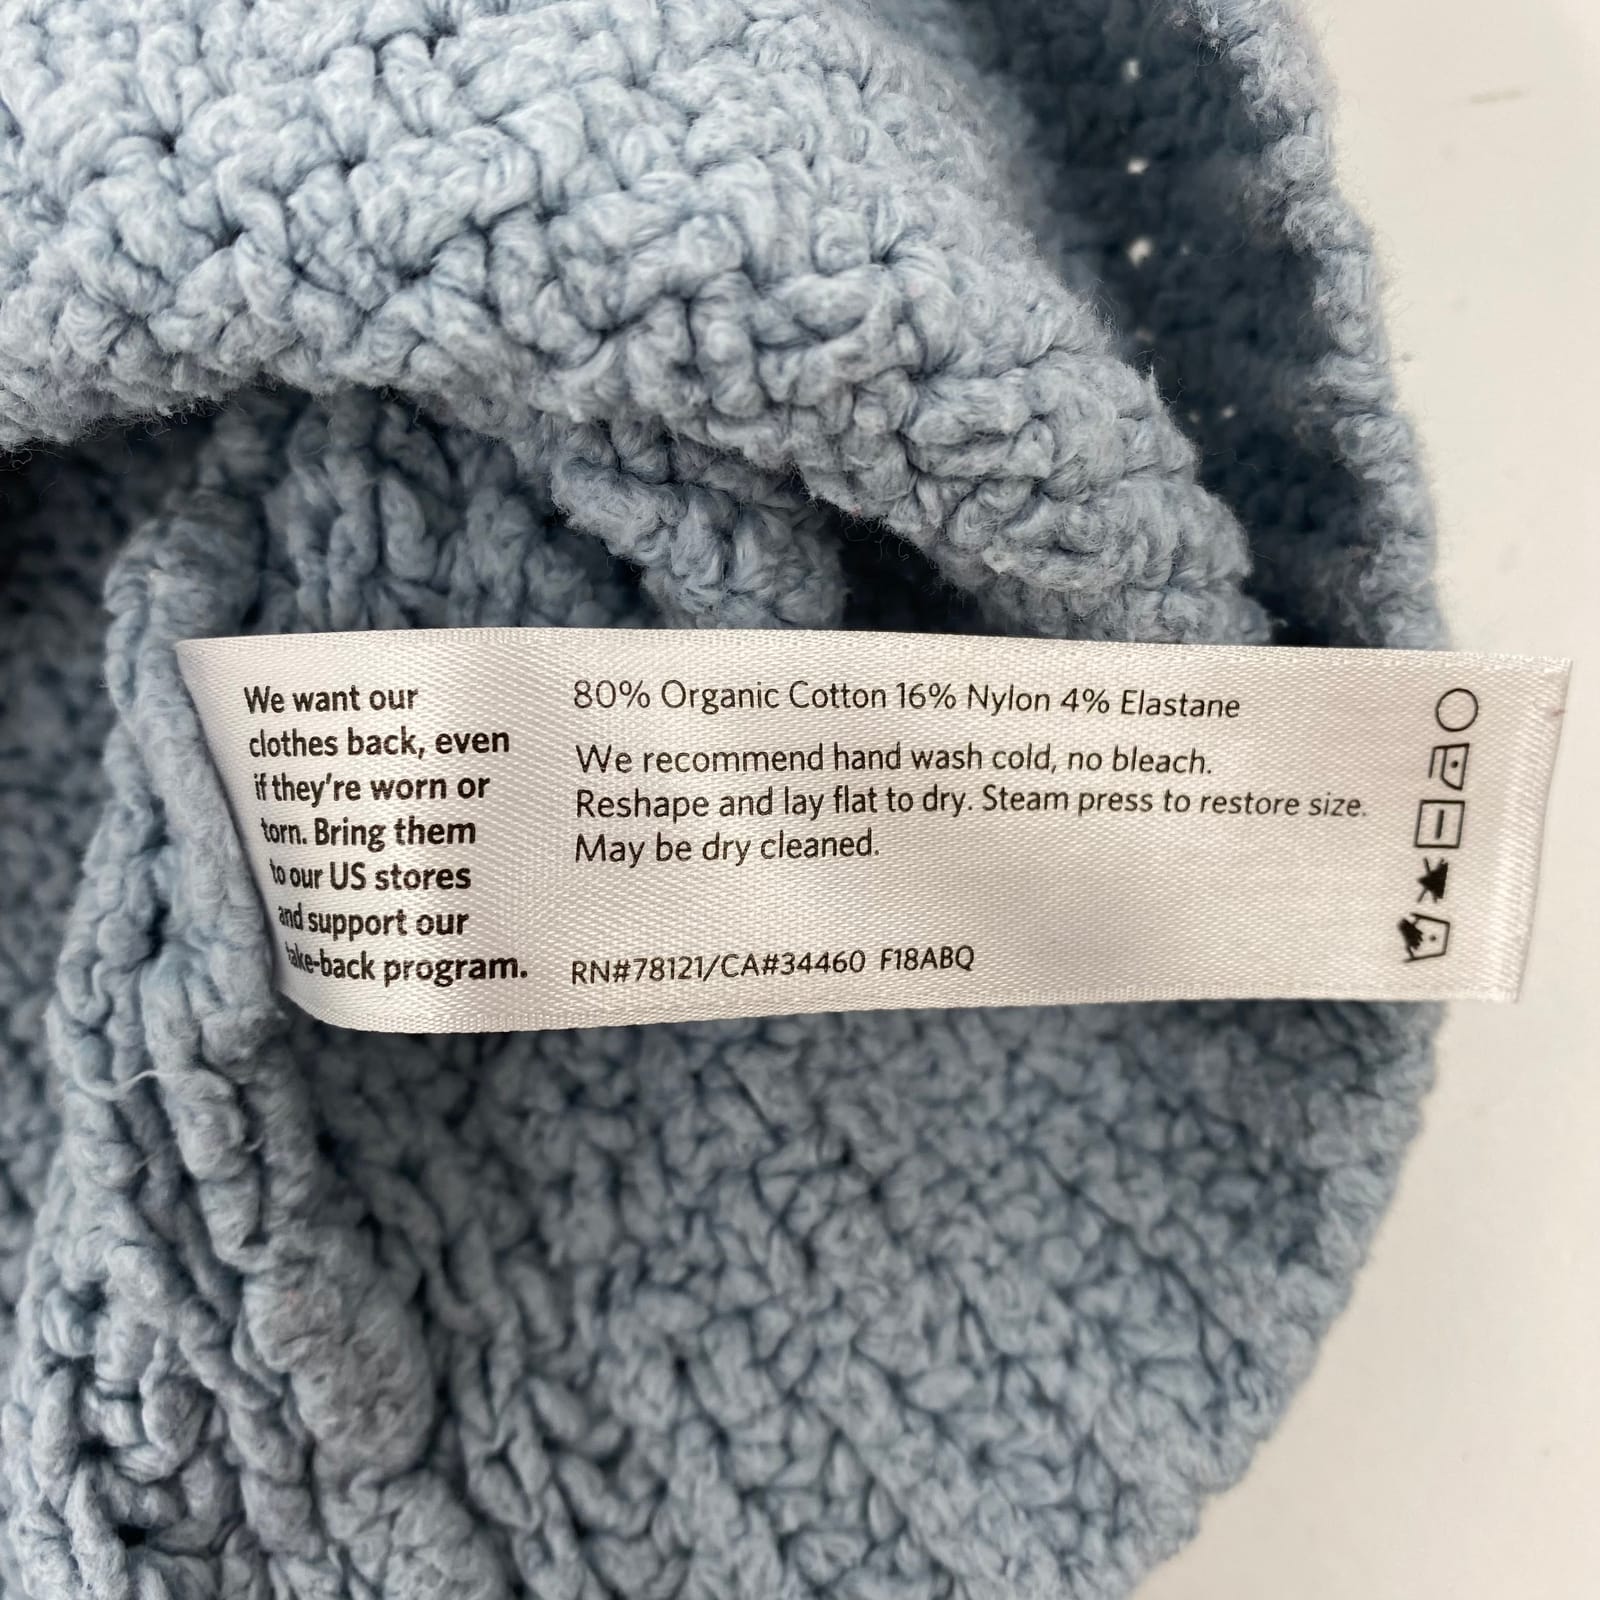 We want our
clothes back, even
if they're worn or
torn. Bring them
to our US stores
and support our
take-back program.
80% Organic Cotton 16% Nylon 4% Elastane
We recommend hand wash cold, no bleach.
Reshape and lay flat to dry. Steam press to restore size.
May be dry cleaned.
RN#78121/CA#34460 F18ABQ